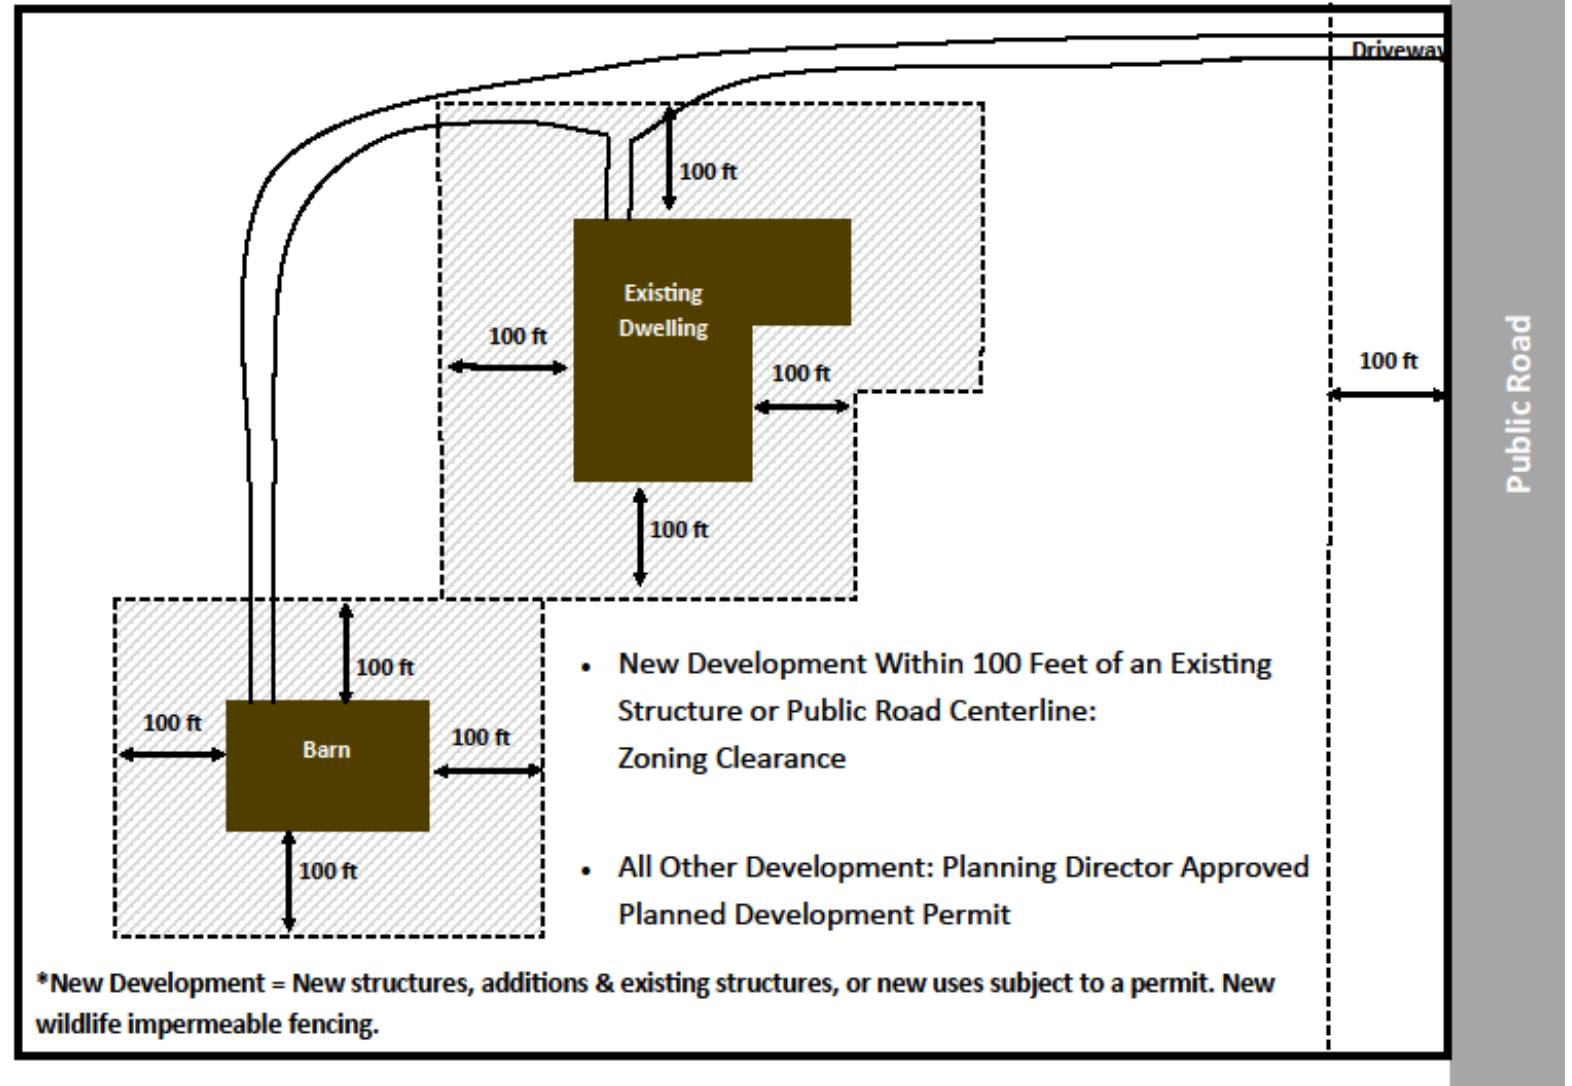 Driveway
100 ft
Existing
Dwelling
100 ft
100 ft
100 ft
Public Road
100 ft
100 ft
100 ft
Barn
100 ft
100 ft
• New Development Within 100 Feet of an Existing
Structure or Public Road Centerline:
Zoning Clearance
• All Other Development: Planning Director Approved
Planned Development Permit
*New Development = New structures, additions & existing structures, or new uses subject to a permit. New
wildlife impermeable fencing.